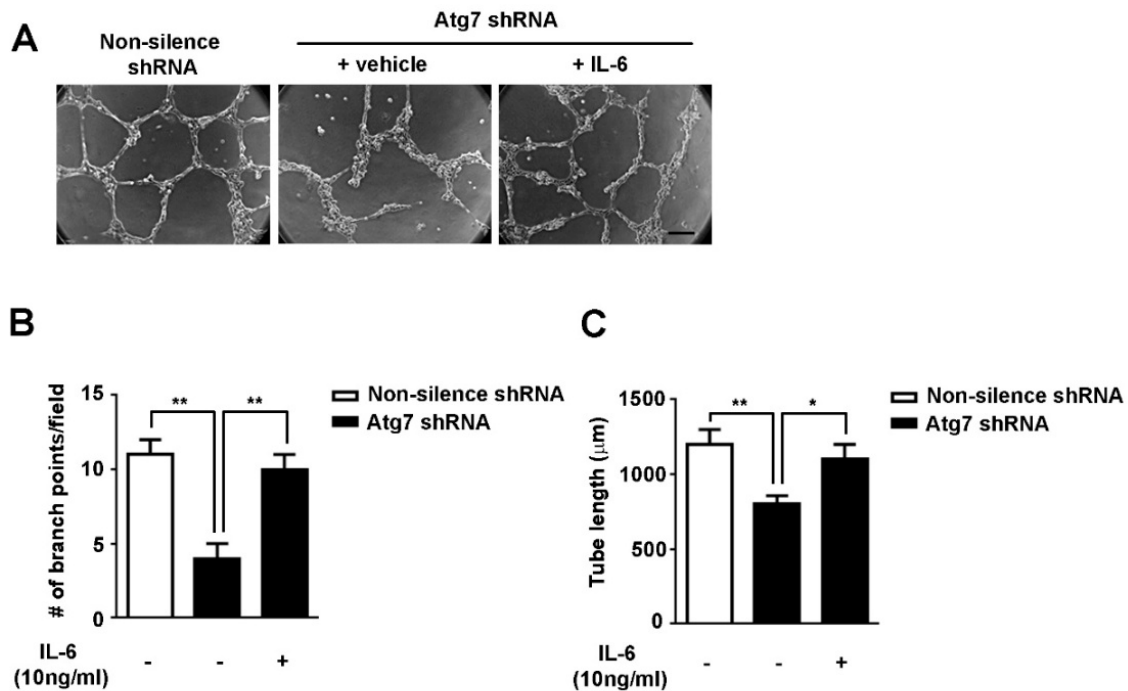 A
Non-silence
shRNA
Atg7 shRNA
+ vehicle
+ IL-6
B
# of branch points/field
15
10
5
0
**
**
Non-silence shRNA
Atg7 shRNA
IL-6
(10ng/ml)
-
-
+
C
Tube length (μm)
1500
1000
500
0
**
*
Non-silence shRNA
Atg7 shRNA
IL-6
(10ng/ml)
-
-
+